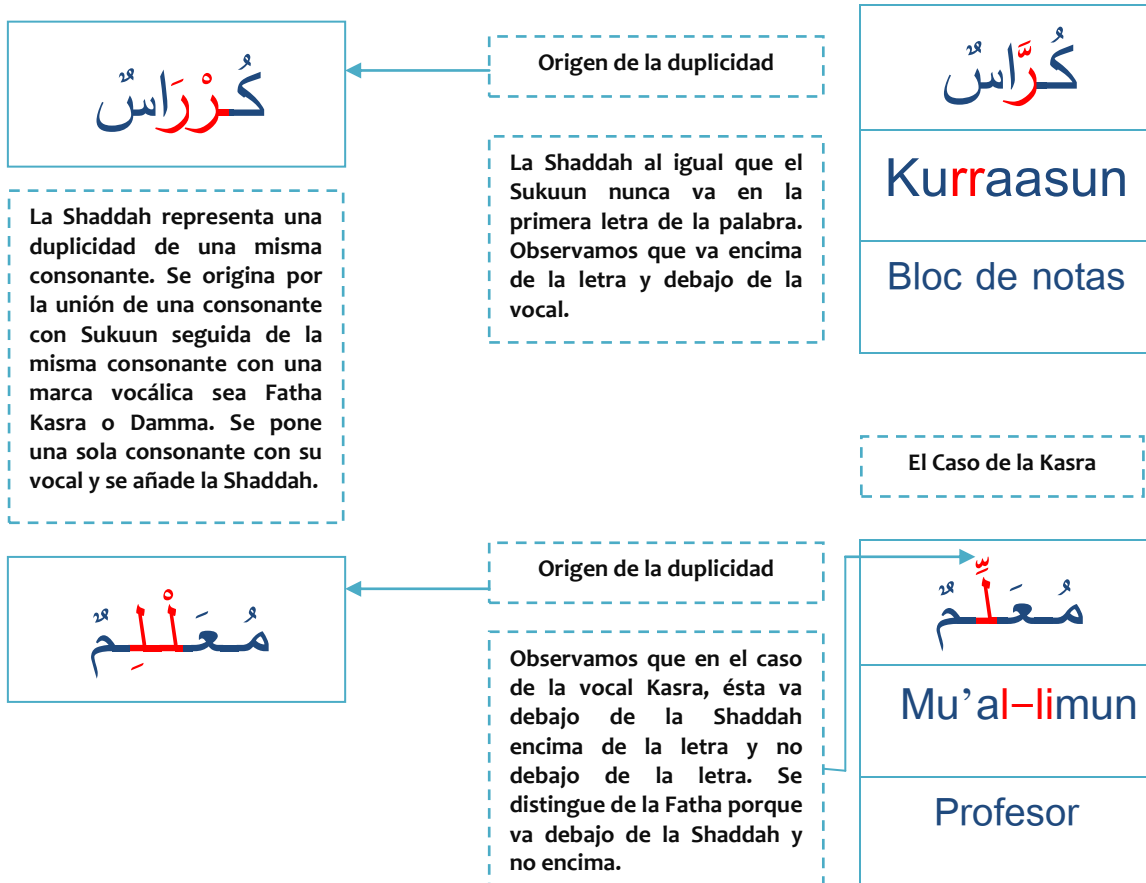 كُـرْرَاسٌ
Origen de la duplicidad
كُـرَّاسٌ
Kurraasun
Bloc de notas
La Shaddah al igual que el
Sukuun nunca va en la
primera letra de la palabra.
Observamos que va encima
de la letra y debajo de la
vocal.
La Shaddah representa una
duplicidad de una misma
consonante. Se origina por
la unión de una consonante
con Sukuun seguida de la
misma consonante con una
marca vocálica sea Fatha
Kasra o Damma. Se pone
una sola consonante con su
vocal y se añade la Shaddah.
El Caso de la Kasra
مُـعَـلْـلِـمٌ
Origen de la duplicidad
مُـعَـلِّـمٌ
Mu’al–limun
Profesor
Observamos que en el caso
de la vocal Kasra, ésta va
debajo de la Shaddah
encima de la letra y no
debajo de la letra. Se
distingue de la Fatha porque
va debajo de la Shaddah y
no encima.